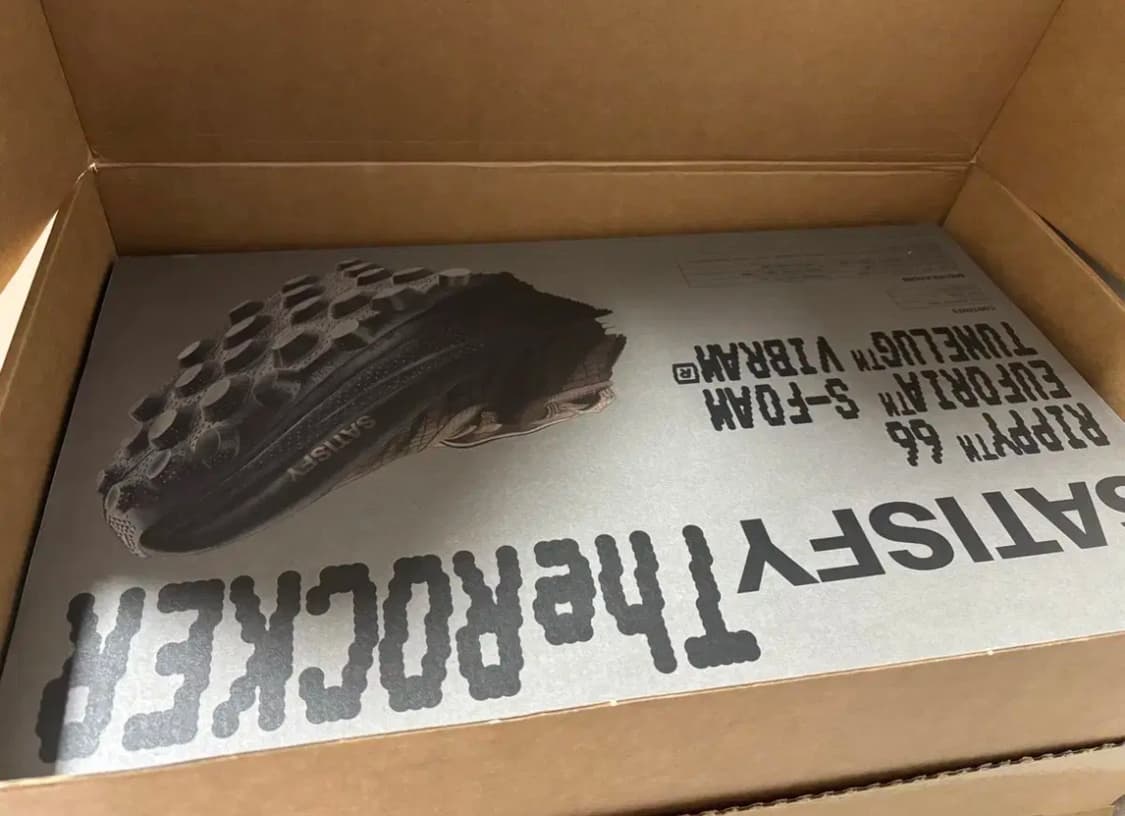 SATISFY TheROCKER
RIPPY™ 66
EUFORIA™ S-FOAM
TUNELUG™ VIBRAM®
SATISFY